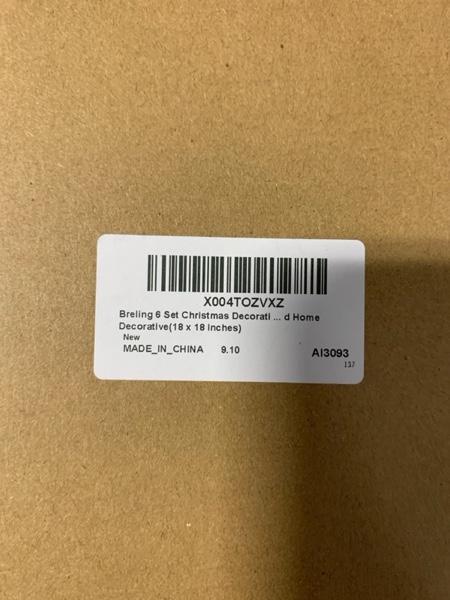 X004TOZVXZ
Breling 6 Set Christmas Decorati ... d Home
Decorative(18 x 18 inches)
New
MADE_IN_CHINA 9.10 AI3093
137